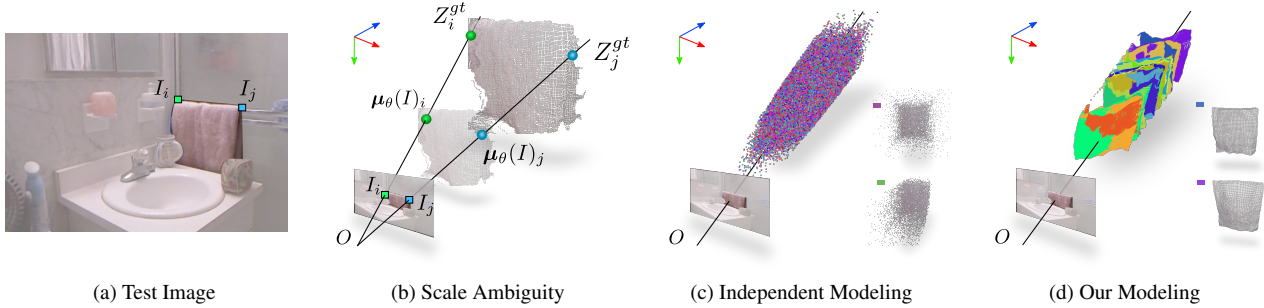 I_i I_j
Z_i^{gt}
Z_j^{gt}
μ_θ(I)_i
μ_θ(I)_j
I_i I_j
O
O
O
(a) Test Image (b) Scale Ambiguity (c) Independent Modeling (d) Our Modeling